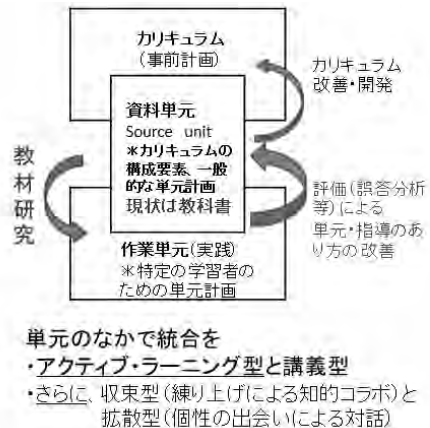 カリキュラム
(事前計画)
カリキュラム
改善・開発
資料単元
Source unit
＊カリキュラムの
構成要素、一般
的な単元計画
現状は教科書
教材研究
評価(誤答分析
等)による
単元・指導のあ
り方の改善
作業単元(実践)
＊特定の学習者の
ための単元計画
単元のなかで統合を
・アクティブ・ラーニング型と講義型
・さらに、収束型(練り上げによる知的コラボ)と
拡散型(個性の出会いによる対話)